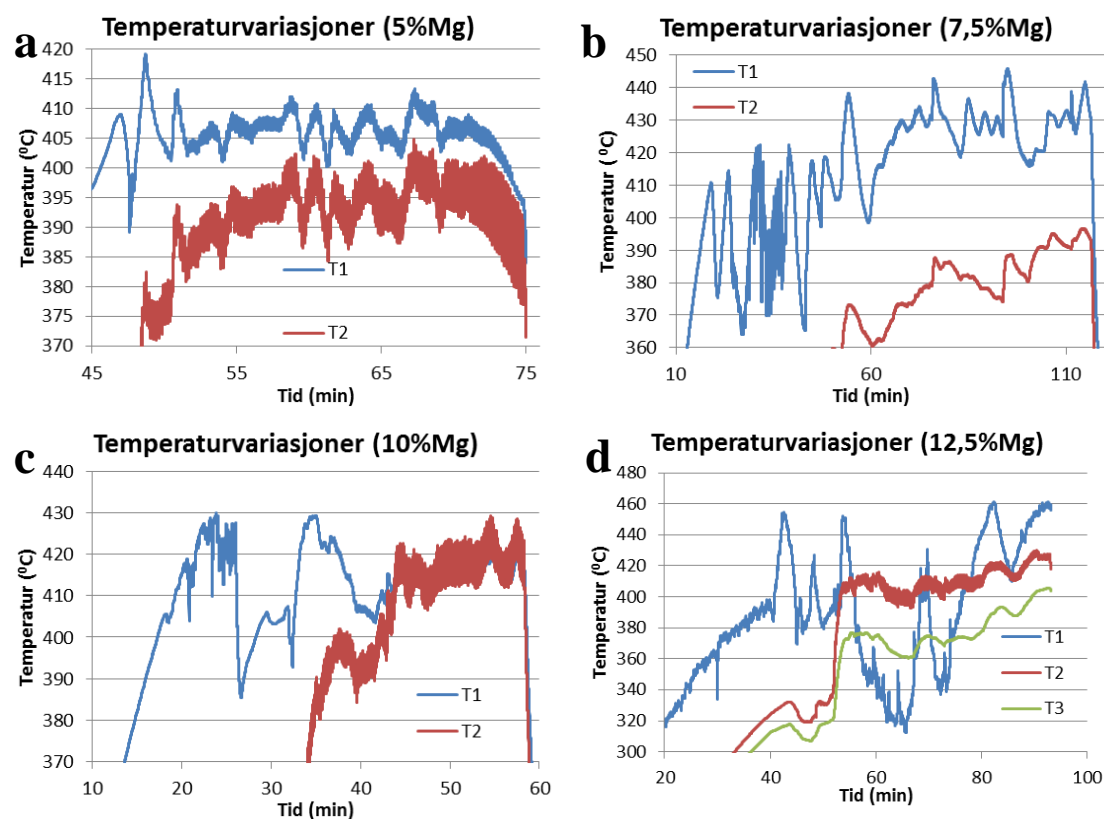 a
Temperaturvariasjoner (5%Mg)
420
415
410
405
400
395
390
385
380
375
370
Temperatur (⁰C)
T1
T2
45
55
65
75
Tid (min)
b
Temperaturvariasjoner (7,5%Mg)
450
440
430
420
410
400
390
380
370
360
Temperatur (⁰C)
T1
T2
10
60
110
Tid (min)
c
Temperaturvariasjoner (10%Mg)
440
430
420
410
400
390
380
370
Temperatur (⁰C)
T1
T2
10
20
30
40
50
60
Tid (min)
d
Temperaturvariasjoner (12,5%Mg)
480
460
440
420
400
380
360
340
320
300
Temperatur (⁰C)
T1
T2
T3
20
40
60
80
100
Tid (min)